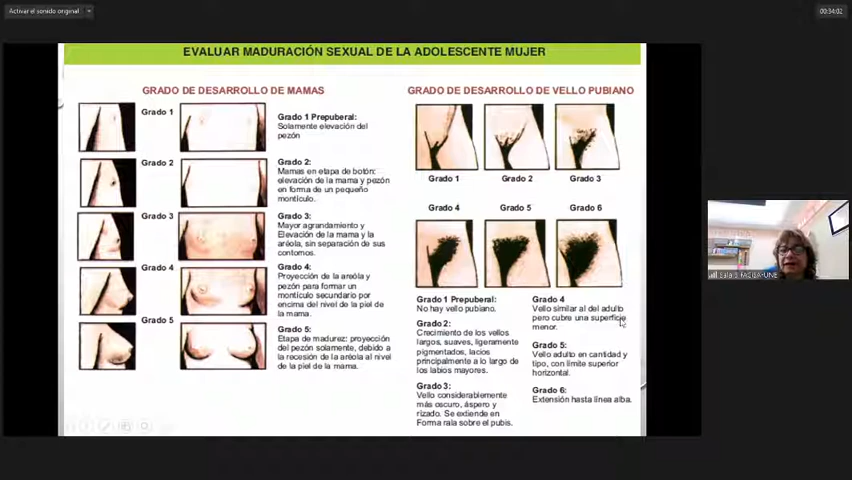 Activar el sonido original
00:34:02
EVALUAR MADURACIÓN SEXUAL DE LA ADOLESCENTE MUJER
GRADO DE DESARROLLO DE MAMAS
Grado 1
Grado 2
Grado 3
Grado 4
Grado 5
Grado 1 Prepuberal:
Solamente elevación del
pezón
Grado 2:
Mamas en etapa de botón:
elevación de la mama y pezón
en forma de un pequeño
montículo.
Grado 3:
Mayor agrandamiento y
Elevación de la mama y la
aréola, sin separación de sus
contornos.
Grado 4:
Proyección de la aréola y
pezón para formar un
montículo secundario por
encima del nivel de la piel de
la mama.
Grado 5:
Etapa de madurez: proyección
del pezón solamente, debido a
la recesión de la aréola al nivel
de la piel de la mama.
GRADO DE DESARROLLO DE VELLO PUBIANO
Grado 1 Grado 2 Grado 3
Grado 4 Grado 5 Grado 6
Grado 1 Prepuberal:
No hay vello pubiano.
Grado 2:
Crecimiento de los vellos
largos, suaves, ligeramente
pigmentados, lacios
principalmente a lo largo de
los labios mayores.
Grado 3:
Vello considerablemente
más oscuro, áspero y
rizado. Se extiende en
Forma rala sobre el pubis.
Grado 4
Vello similar al del adulto
pero cubre una superficie
menor.
Grado 5:
Vello adulto en cantidad y
tipo, con límite superior
horizontal.
Grado 6:
Extensión hasta línea alba.